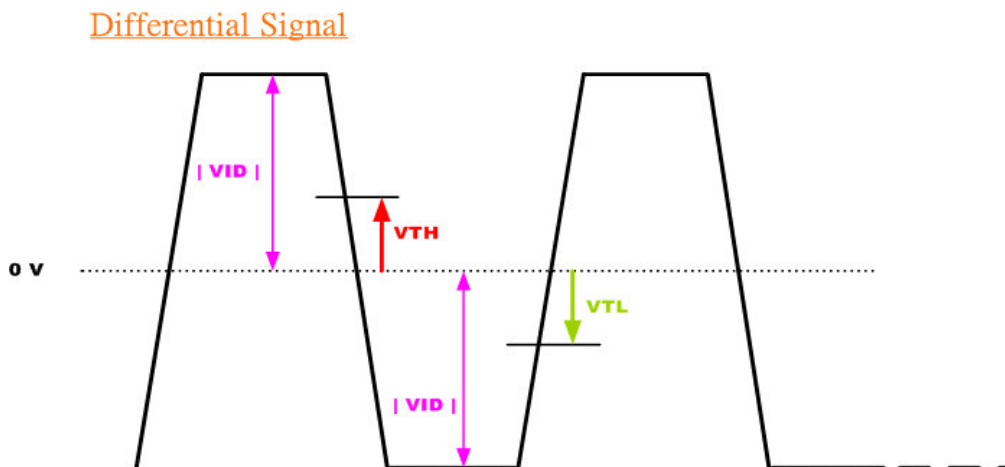 Differential Signal
| VID |
VTH
0 V
VTL
| VID |